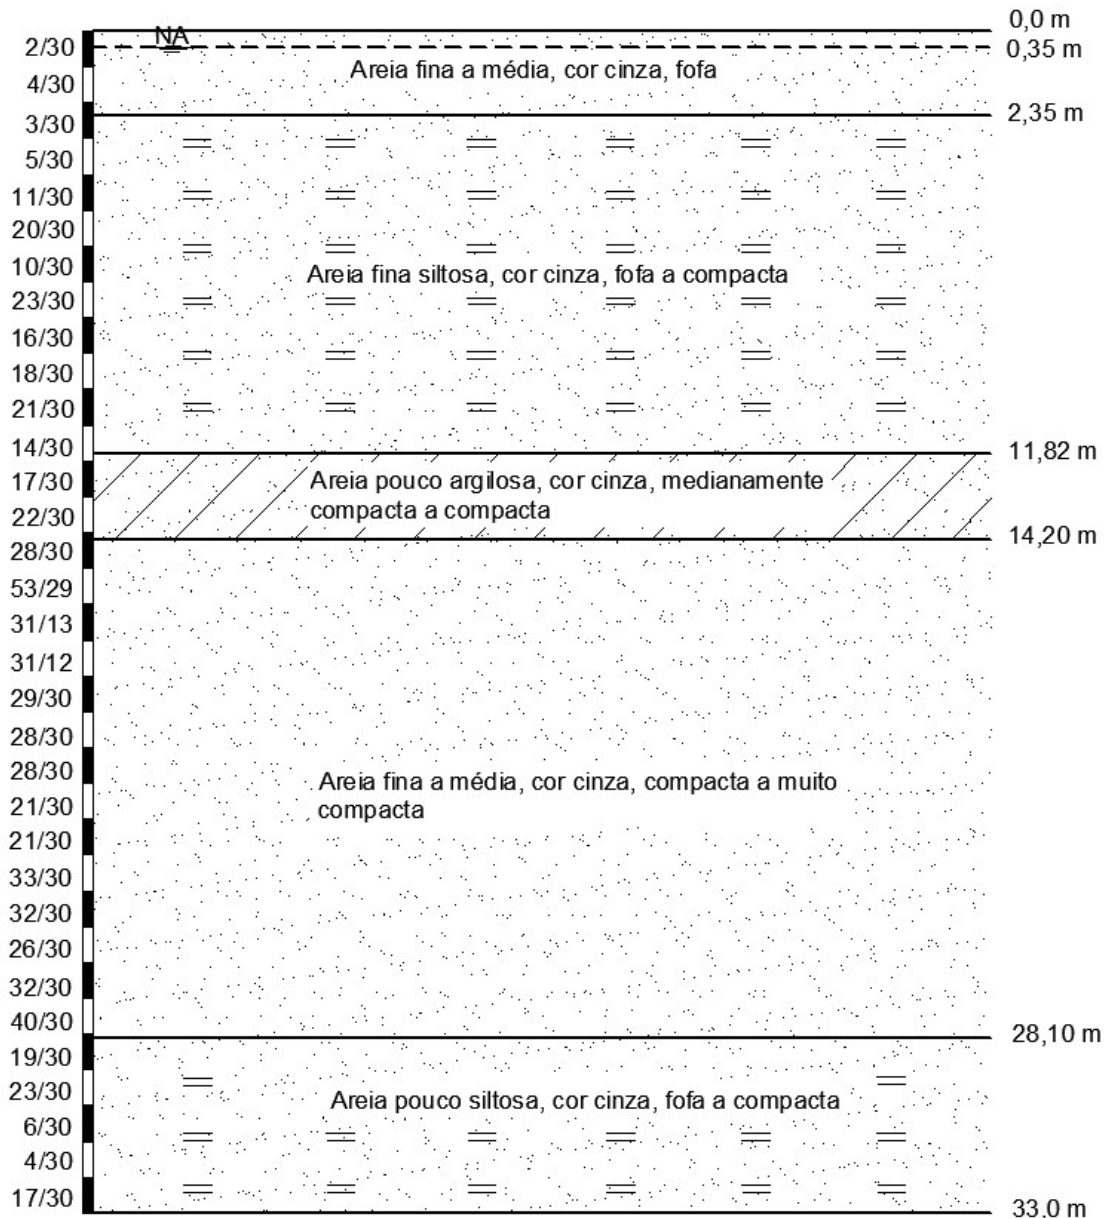 0,0 m
NA
2/30
0,35 m
Areia fina a média, cor cinza, fofa
4/30
2,35 m
3/30
5/30
11/30
20/30
10/30
Areia fina siltosa, cor cinza, fofa a compacta
23/30
16/30
18/30
21/30
14/30
11,82 m
17/30
Areia pouco argilosa, cor cinza, medianamente
compacta a compacta
22/30
14,20 m
28/30
53/29
31/13
31/12
29/30
28/30
28/30
Areia fina a média, cor cinza, compacta a muito
compacta
21/30
21/30
33/30
32/30
26/30
32/30
40/30
28,10 m
19/30
23/30
Areia pouco siltosa, cor cinza, fofa a compacta
6/30
4/30
17/30
33,0 m